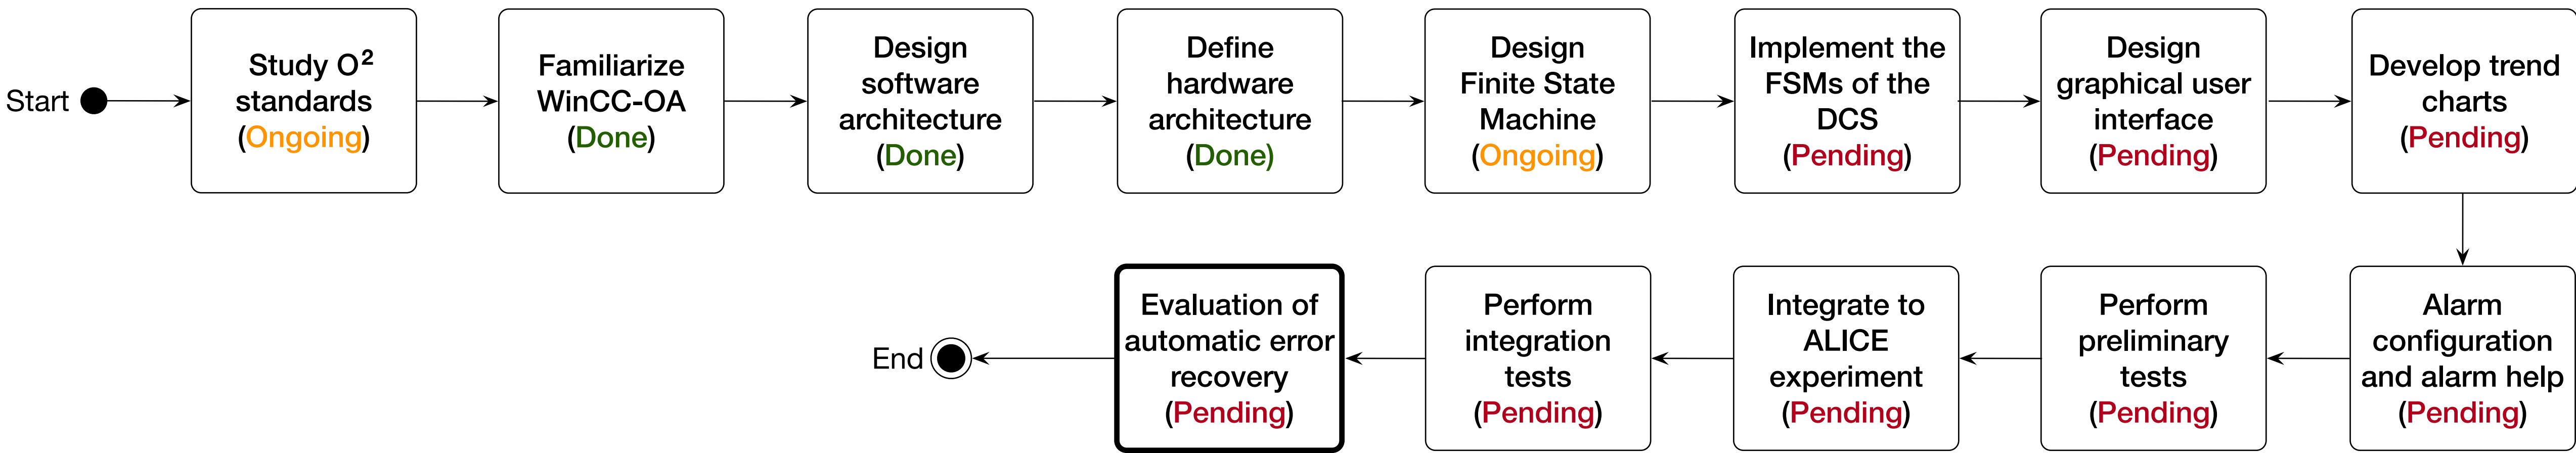 Start
Study O²
standards
(Ongoing)
Familiarize
WinCC-OA
(Done)
Design
software
architecture
(Done)
Define
hardware
architecture
(Done)
Design
Finite State
Machine
(Ongoing)
Implement the
FSMs of the
DCS
(Pending)
Design
graphical user
interface
(Pending)
Develop trend
charts
(Pending)
Alarm
configuration
and alarm help
(Pending)
Perform
preliminary
tests
(Pending)
Integrate to
ALICE
experiment
(Pending)
Perform
integration
tests
(Pending)
Evaluation of
automatic error
recovery
(Pending)
End